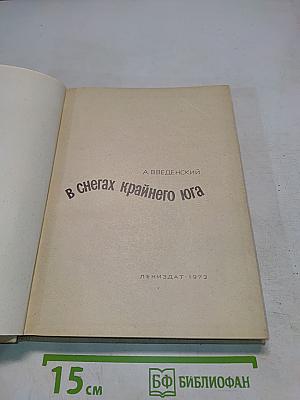 А. ВВЕДЕНСКИЙ
в снегах крайнего юга
ЛЕНИЗДАТ · 1973
15 см
БФ БИБЛИОФАН